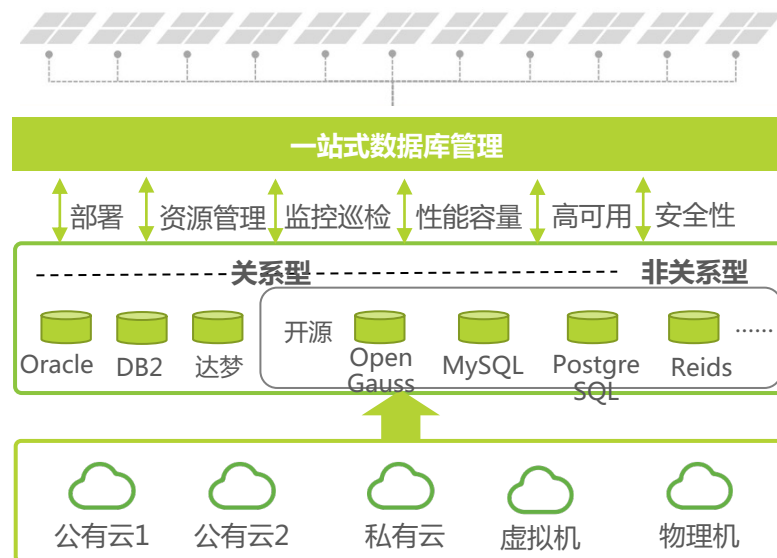 一站式数据库管理
部署 资源管理 监控巡检 性能容量 高可用 安全性
关系型 非关系型
开源
Oracle DB2 达梦 Open Gauss MySQL Postgre SQL Reids ······
公有云1 公有云2 私有云 虚拟机 物理机